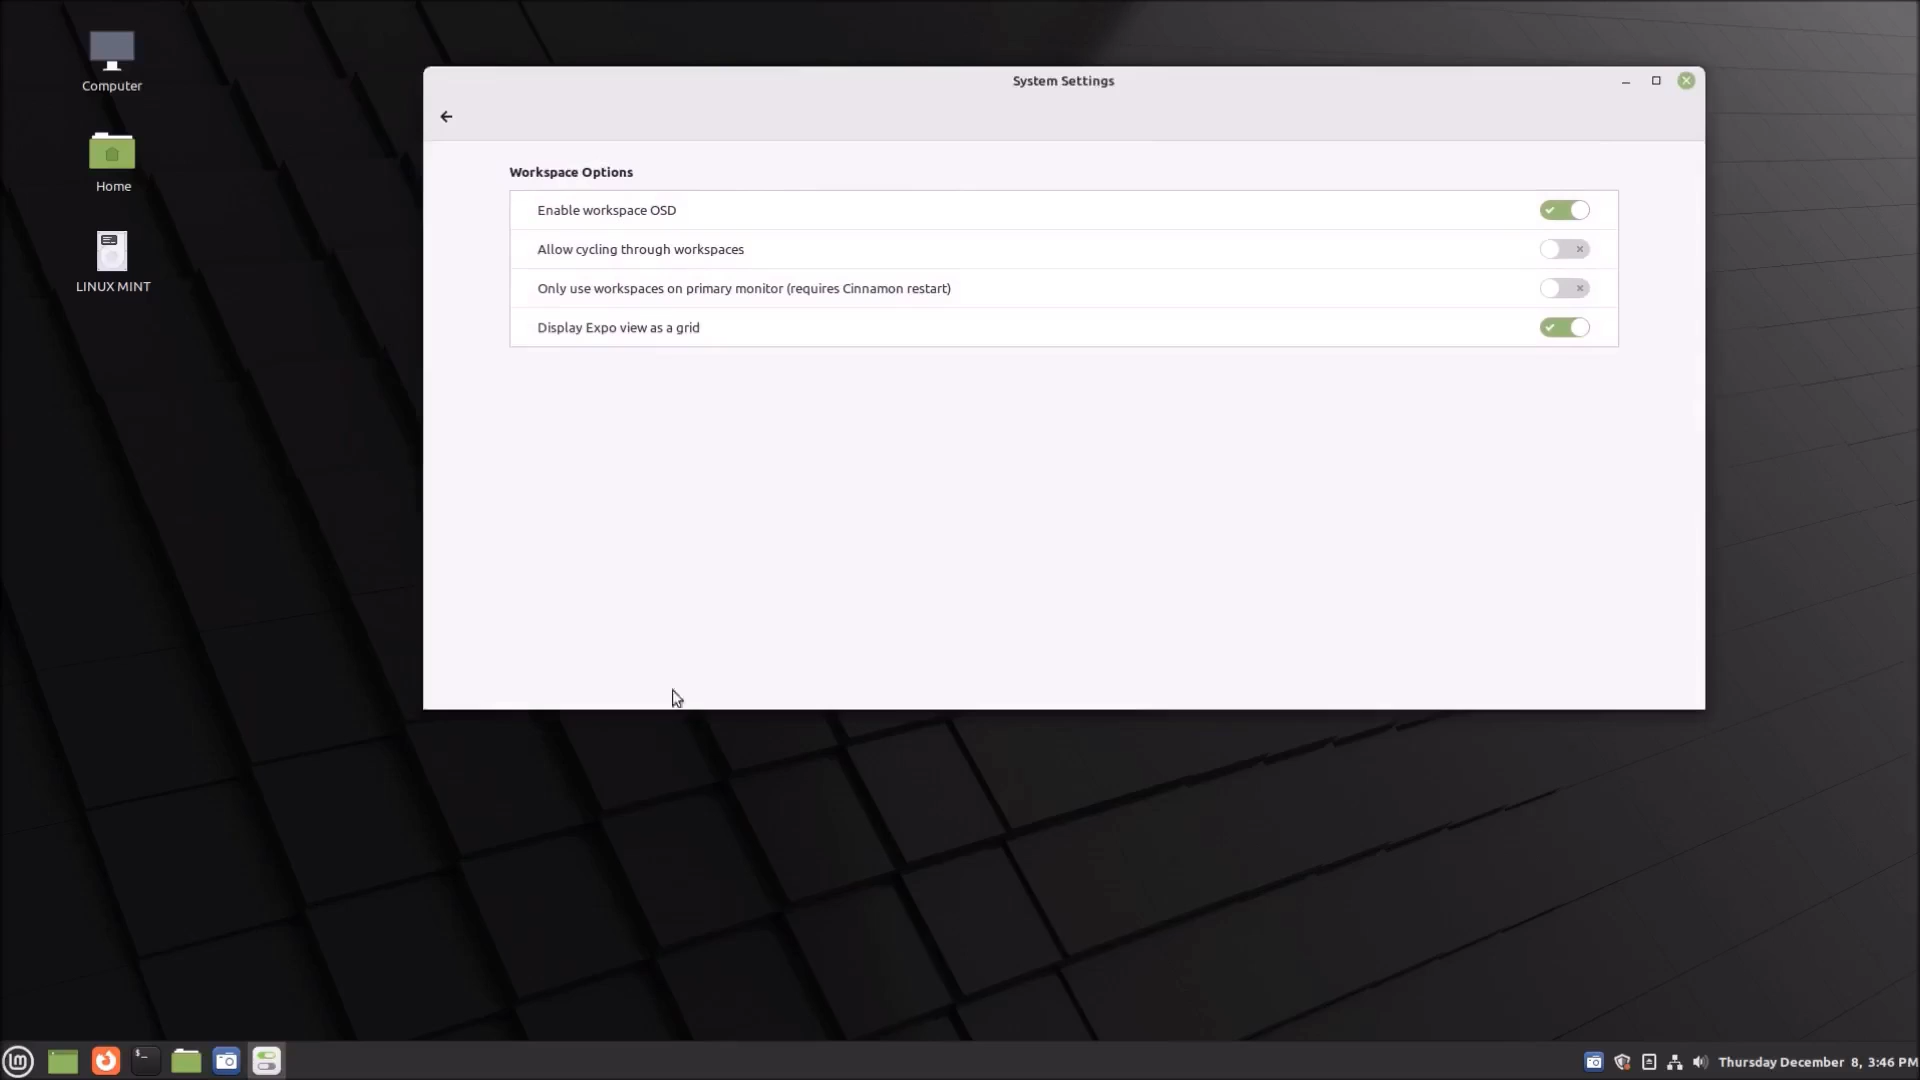 System Settings
Computer
Home
LINUX MINT
Workspace Options
Enable workspace OSD
Allow cycling through workspaces
Only use workspaces on primary monitor (requires Cinnamon restart)
Display Expo view as a grid
Thursday December 8, 3:46 PM